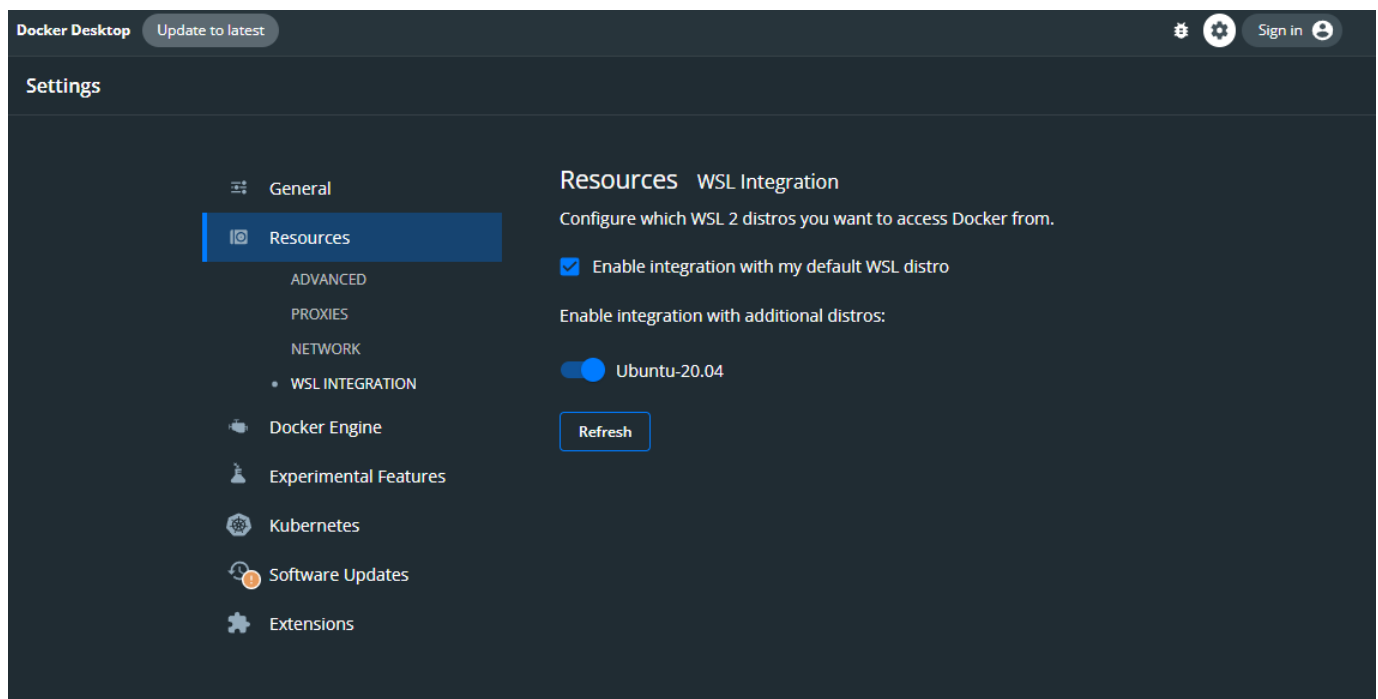 Docker Desktop Update to latest Sign in
Settings
General
Resources
ADVANCED
PROXIES
NETWORK
WSL INTEGRATION
Docker Engine
Experimental Features
Kubernetes
Software Updates
Extensions
Resources WSL Integration
Configure which WSL 2 distros you want to access Docker from.
Enable integration with my default WSL distro
Enable integration with additional distros:
Ubuntu-20.04
Refresh